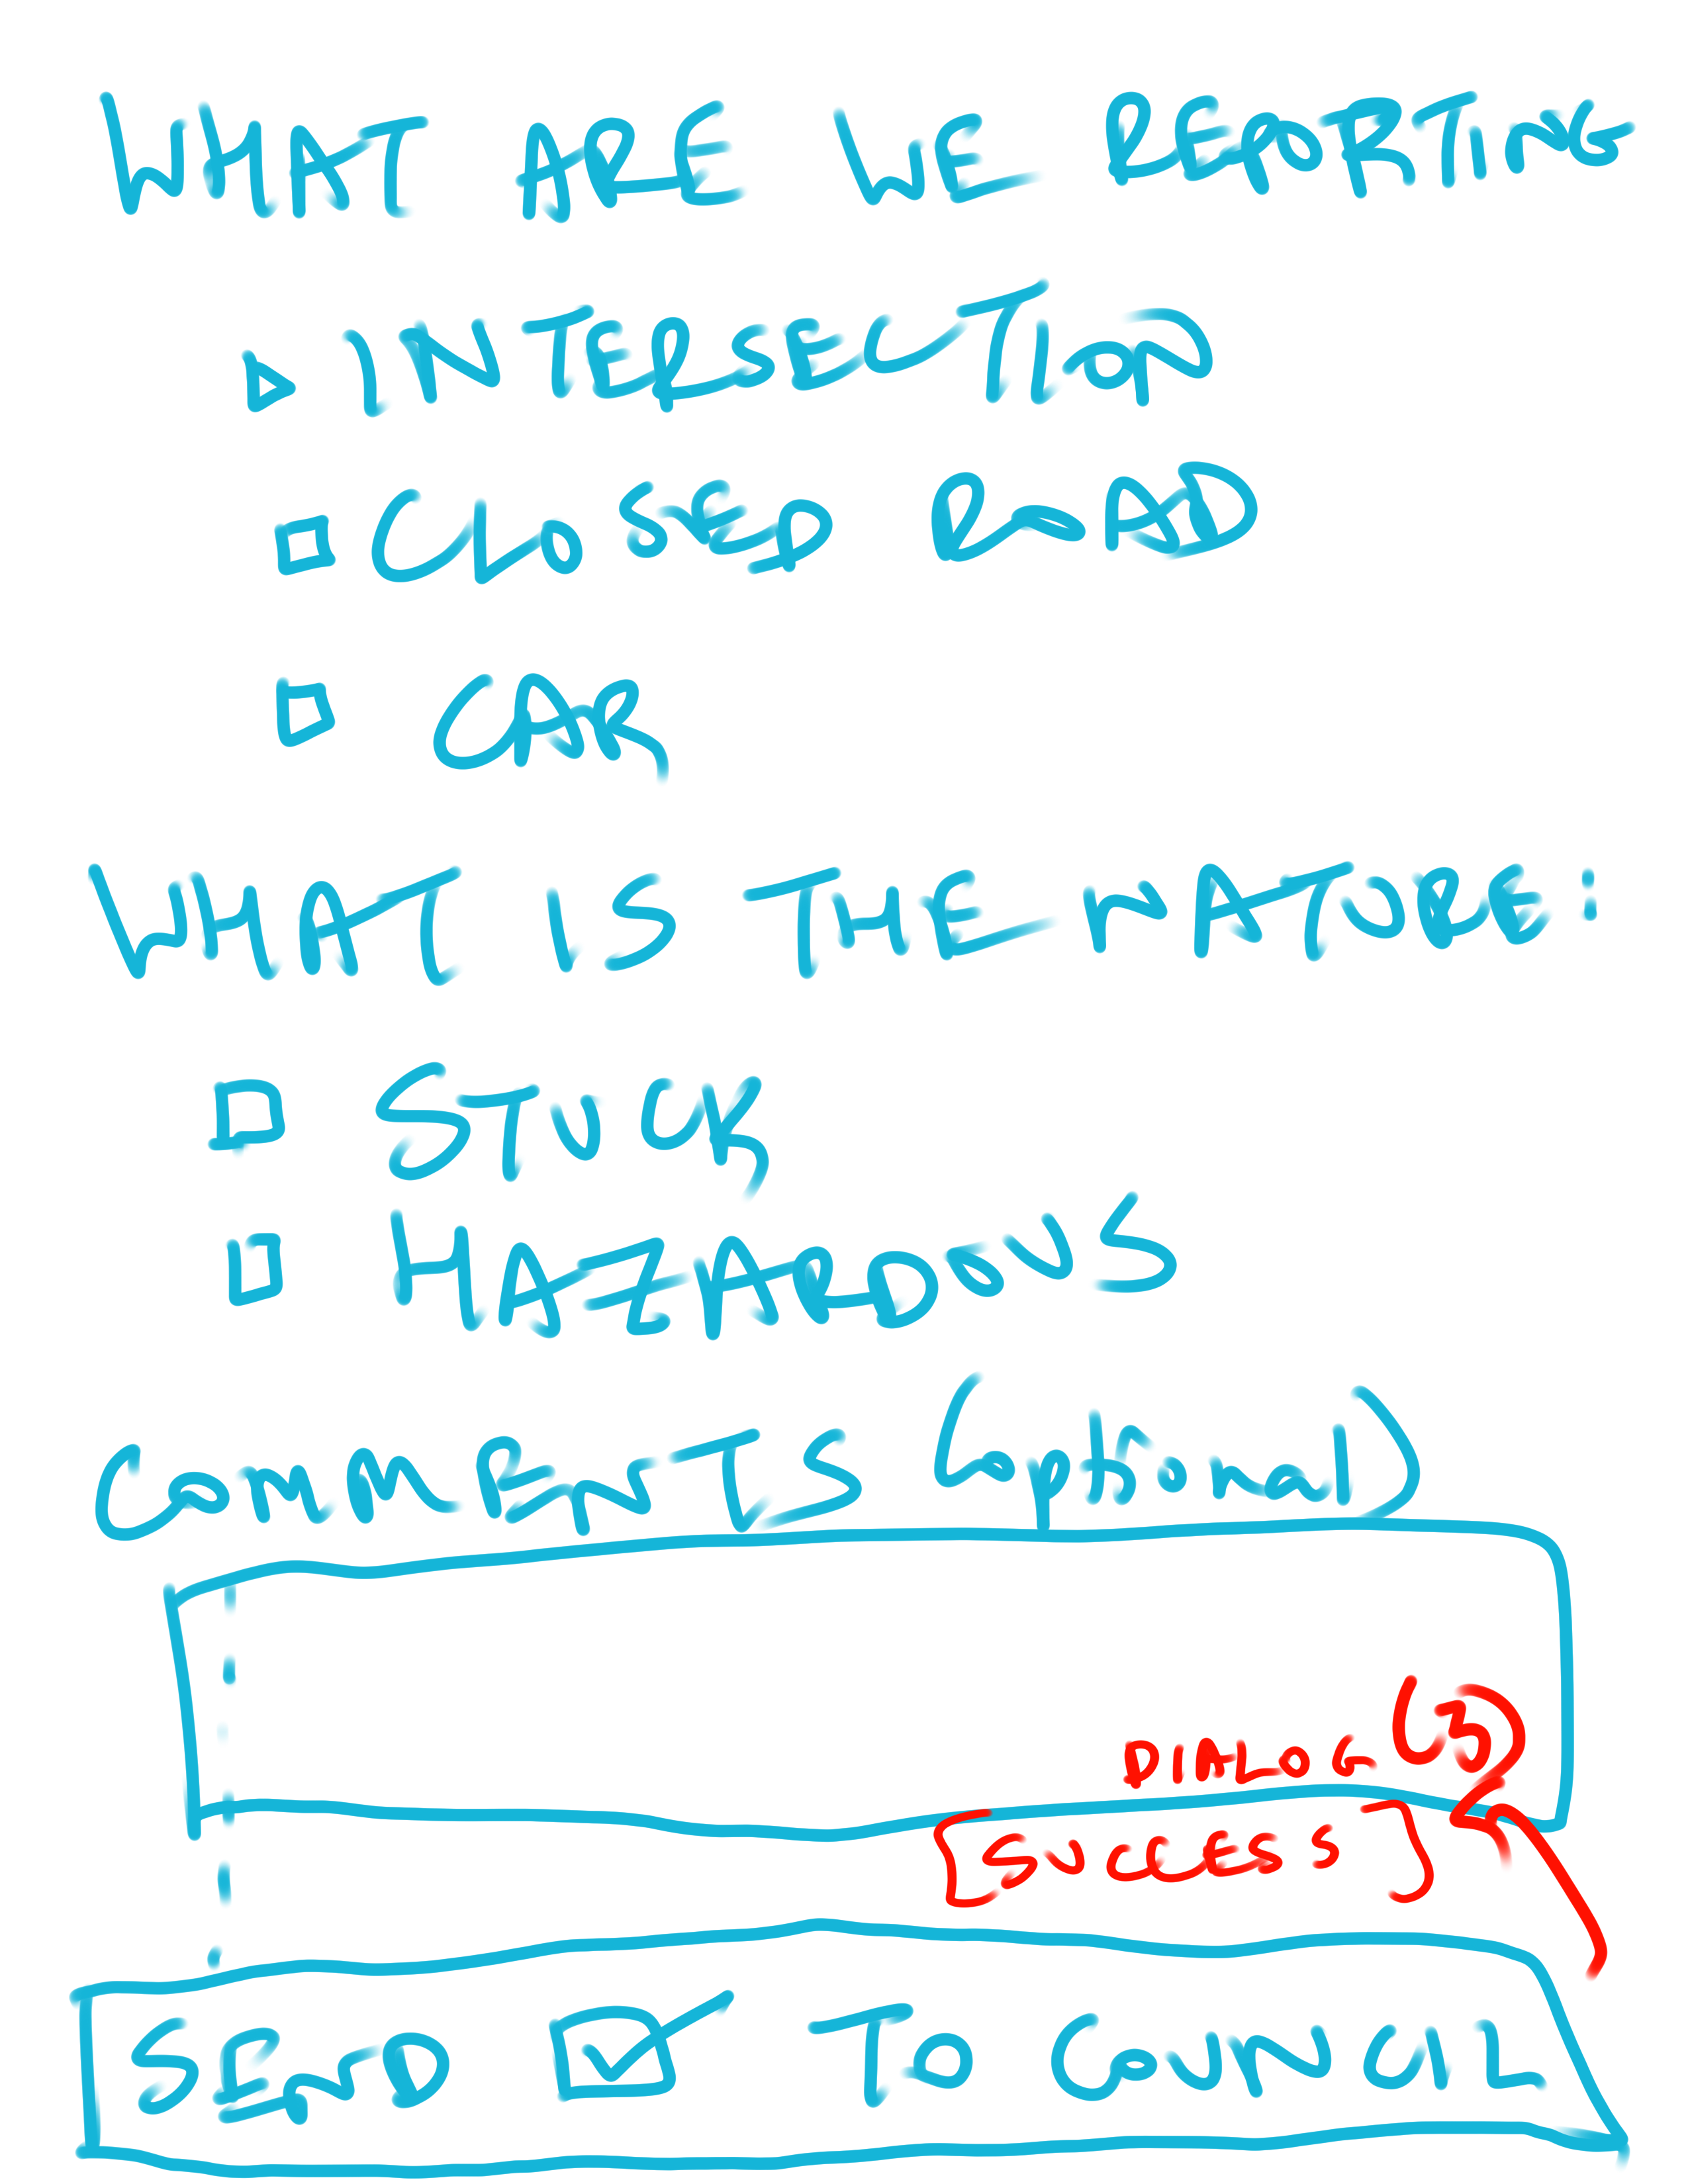 WHAT ARE WE REPORTING
INTERSECTION
CLOSED ROAD
CAR
WHAT IS THE NATURE:
STUCK
HAZARDOUS
COMMENTS (optional)
DIALOG (3)
[SUCCESS]
SEND TO COUNCIL